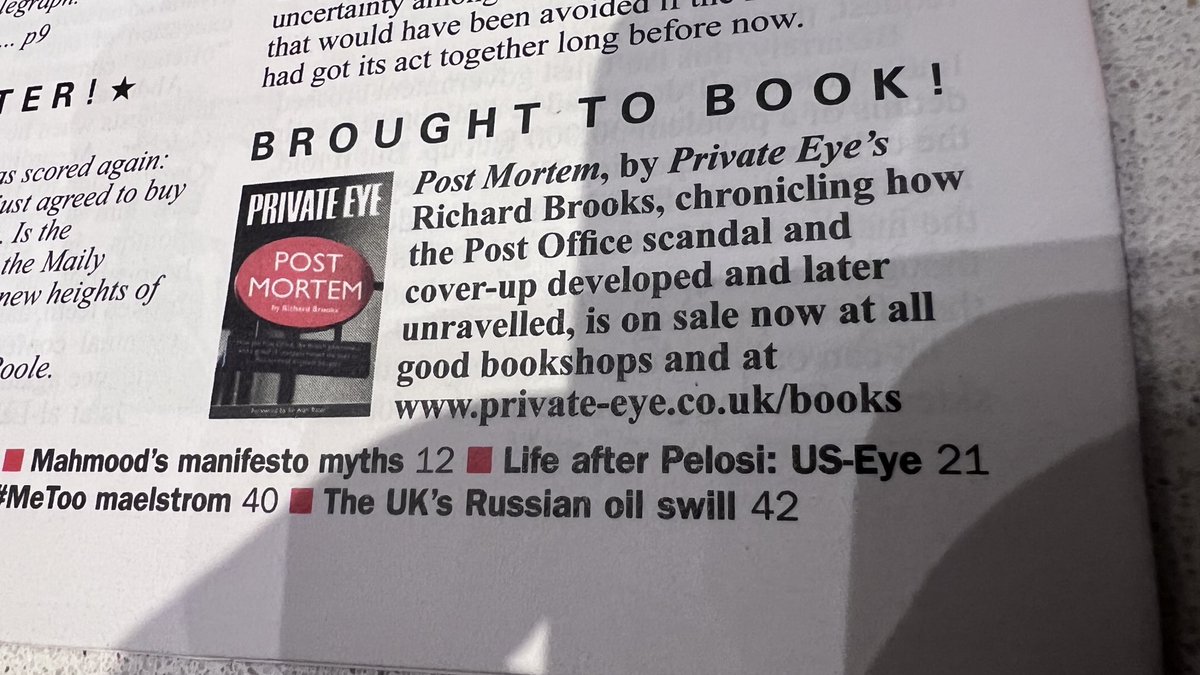 legraph.
... p9
TER!★
as scored again:
just agreed to buy
. Is the
the Maily
new heights of
Poole.
uncertainty among
that would have been avoided if the
had got its act together long before now.
BROUGHT TO BOOK!
PRIVATE EYE
POST
MORTEM
by Richard Brooks
Post Mortem, by Private Eye's
Richard Brooks, chronicling how
the Post Office scandal and
cover-up developed and later
unravelled, is on sale now at all
good bookshops and at
www.private-eye.co.uk/books
■ Mahmood's manifesto myths 12 ■ Life after Pelosi: US-Eye 21
#MeToo maelstrom 40 ■ The UK's Russian oil swill 42